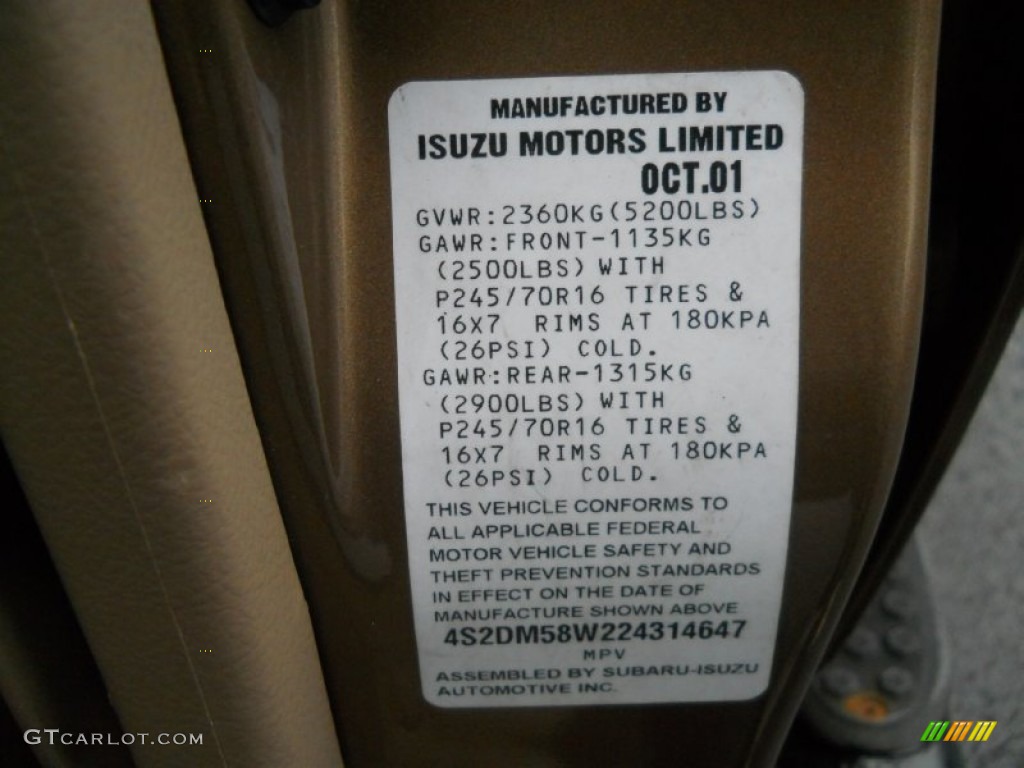 MANUFACTURED BY
ISUZU MOTORS LIMITED
OCT.01
GVWR:2360KG(5200LBS)
GAWR:FRONT-1135KG
(2500LBS) WITH
P245/70R16 TIRES &
16X7 RIMS AT 180KPA
(26PSI) COLD.
GAWR:REAR-1315KG
(2900LBS) WITH
P245/70R16 TIRES &
16X7 RIMS AT 180KPA
(26PSI) COLD.
THIS VEHICLE CONFORMS TO
ALL APPLICABLE FEDERAL
MOTOR VEHICLE SAFETY AND
THEFT PREVENTION STANDARDS
IN EFFECT ON THE DATE OF
MANUFACTURE SHOWN ABOVE
4S2DM58W224314647
MPV
ASSEMBLED BY SUBARU-ISUZU
AUTOMOTIVE INC.
GTCARLOT.COM